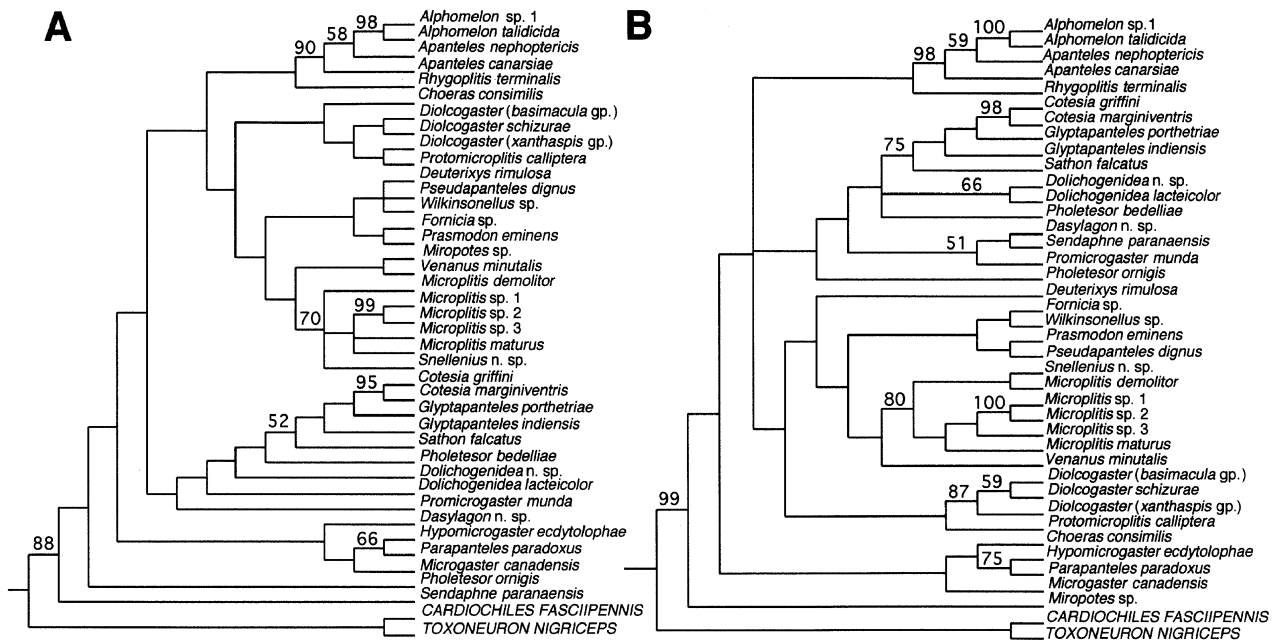 A
Alphomelon sp. 1
98
Alphomelon talidicida
58
Apanteles nephoptericis
90
Apanteles canarsiae
Rhygoplitis terminalis
Choeras consimilis
Diolcogaster (basimacula gp.)
Diolcogaster schizurae
Diolcogaster (xanthaspis gp.)
Protomicroplitis calliptera
Deuterixys rimulosa
Pseudapanteles dignus
Wilkinsonellus sp.
Fornicia sp.
Prasmodon eminens
Miropotes sp.
Venanus minutalis
Microplitis demolitor
Microplitis sp. 1
99
Microplitis sp. 2
70
Microplitis sp. 3
Microplitis maturus
Snellenius n. sp.
Cotesia griffini
95
Cotesia marginiventris
Glyptapanteles porthetriae
52
Glyptapanteles indiensis
Sathon falcatus
Pholetesor bedelliae
Dolichogenidea n. sp.
Dolichogenidea lacteicolor
Promicrogaster munda
Dasylagon n. sp.
Hypomicrogaster ecdytolophae
66
Parapanteles paradoxus
88
Microgaster canadensis
Pholetesor ornigis
Sendaphne paranaensis
CARDIOCHILES FASCIIPENNIS
TOXONEURON NIGRICEPS
B
Alphomelon sp.1
100
Alphomelon talidicida
59
Apanteles nephoptericis
98
Apanteles canarsiae
Rhygoplitis terminalis
Cotesia griffini
98
Cotesia marginiventris
Glyptapanteles porthetriae
75
Glyptapanteles indiensis
Sathon falcatus
Dolichogenidea n. sp.
66
Dolichogenidea lacteicolor
Pholetesor bedelliae
Dasylagon n. sp.
51
Sendaphne paranaensis
Promicrogaster munda
Pholetesor ornigis
Deuterixys rimulosa
Fornicia sp.
Wilkinsonellus sp.
Prasmodon eminens
Pseudapanteles dignus
Snellenius n. sp.
Microplitis demolitor
80
Microplitis sp. 1
100
Microplitis sp. 2
Microplitis sp. 3
Microplitis maturus
Venanus minutalis
Diolcogaster (basimacula gp.)
59
Diolcogaster schizurae
87
Diolcogaster (xanthaspis gp.)
99
Protomicroplitis calliptera
Choeras consimilis
Hypomicrogaster ecdytolophae
75
Parapanteles paradoxus
Microgaster canadensis
Miropotes sp.
CARDIOCHILES FASCIIPENNIS
TOXONEURON NIGRICEPS